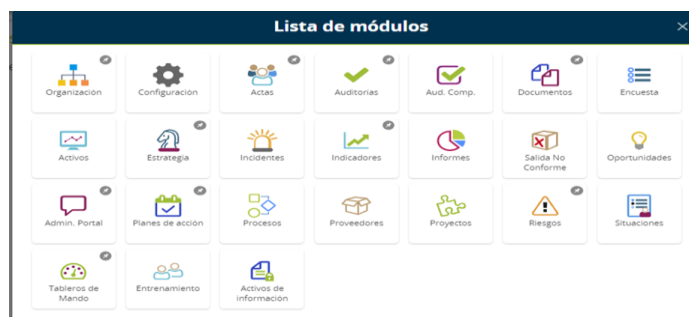 Lista de módulos
Organización
Configuración
Actas
Auditorias
Aud. Comp.
Documentos
Encuesta
Activos
Estrategia
Incidentes
Indicadores
Informes
Salida No
Conforme
Oportunidades
Admin. Portal
Planes de acción
Procesos
Proveedores
Proyectos
Riesgos
Situaciones
Tableros de
Mando
Entrenamiento
Activos de
información